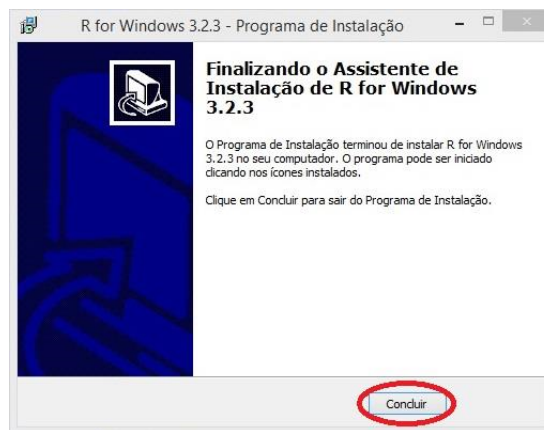 R for Windows 3.2.3 - Programa de Instalação
Finalizando o Assistente de
Instalação de R for Windows
3.2.3
O Programa de Instalação terminou de instalar R for Windows
3.2.3 no seu computador. O programa pode ser iniciado
clicando nos ícones instalados.
Clique em Concluir para sair do Programa de Instalação.
Concluir